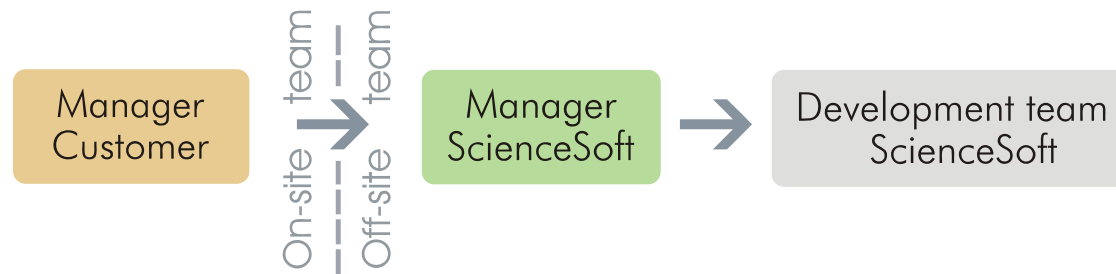 Manager
Customer
On-site team
Off-site team
Manager
ScienceSoft
Development team
ScienceSoft